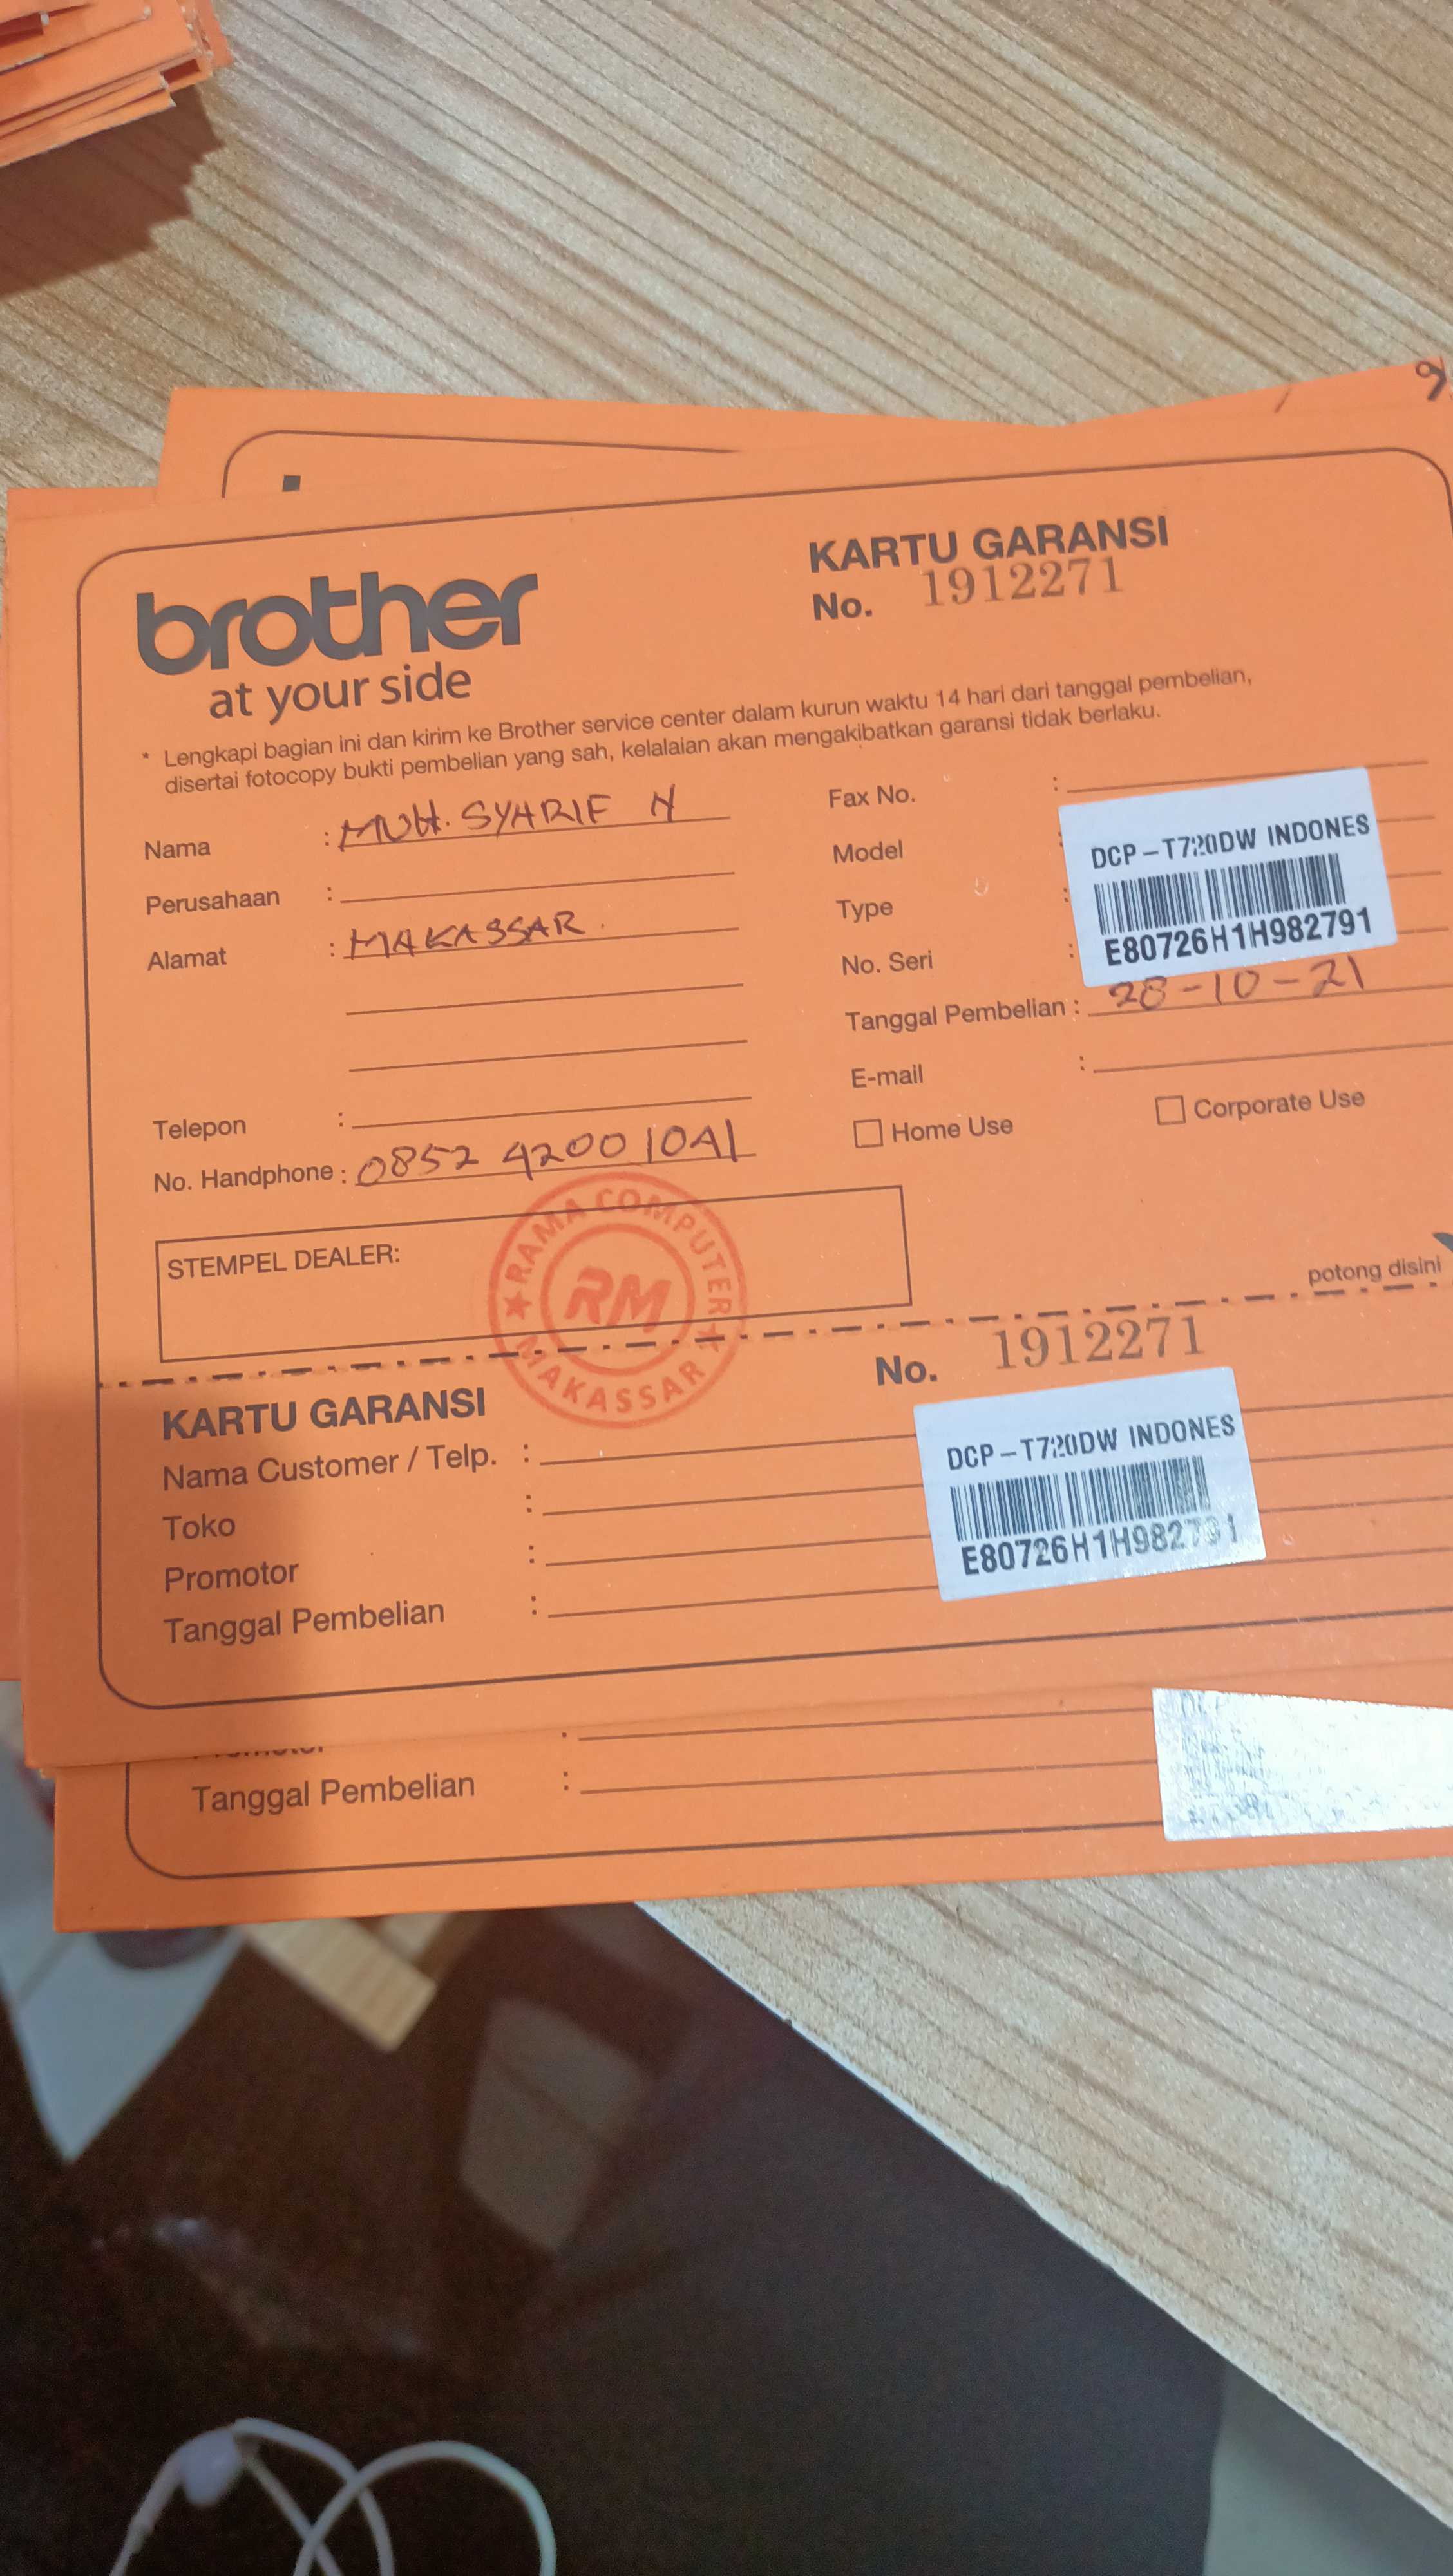 brother
at your side
KARTU GARANSI
No. 1912271
* Lengkapi bagian ini dan kirim ke Brother service center dalam kurun waktu 14 hari dari tanggal pembelian,
disertai fotocopy bukti pembelian yang sah, kelalaian akan mengakibatkan garansi tidak berlaku.
Nama : MUH. SYARIF N
Perusahaan :
Alamat : MAKASSAR.
Telepon :
No. Handphone : 0852 4200 1041
Fax No. :
Model :
Type :
No. Seri :
DCP-T720DW INDONES
E80726H1H982791
Tanggal Pembelian : 28-10-21
E-mail :
Home Use
Corporate Use
STEMPEL DEALER:
RAMA COMPUTER
RM
MAKASSAR
potong disini
KARTU GARANSI
No. 1912271
Nama Customer / Telp. :
Toko :
Promotor :
Tanggal Pembelian :
DCP-T720DW INDONES
E80726H1H982791
Tanggal Pembelian :